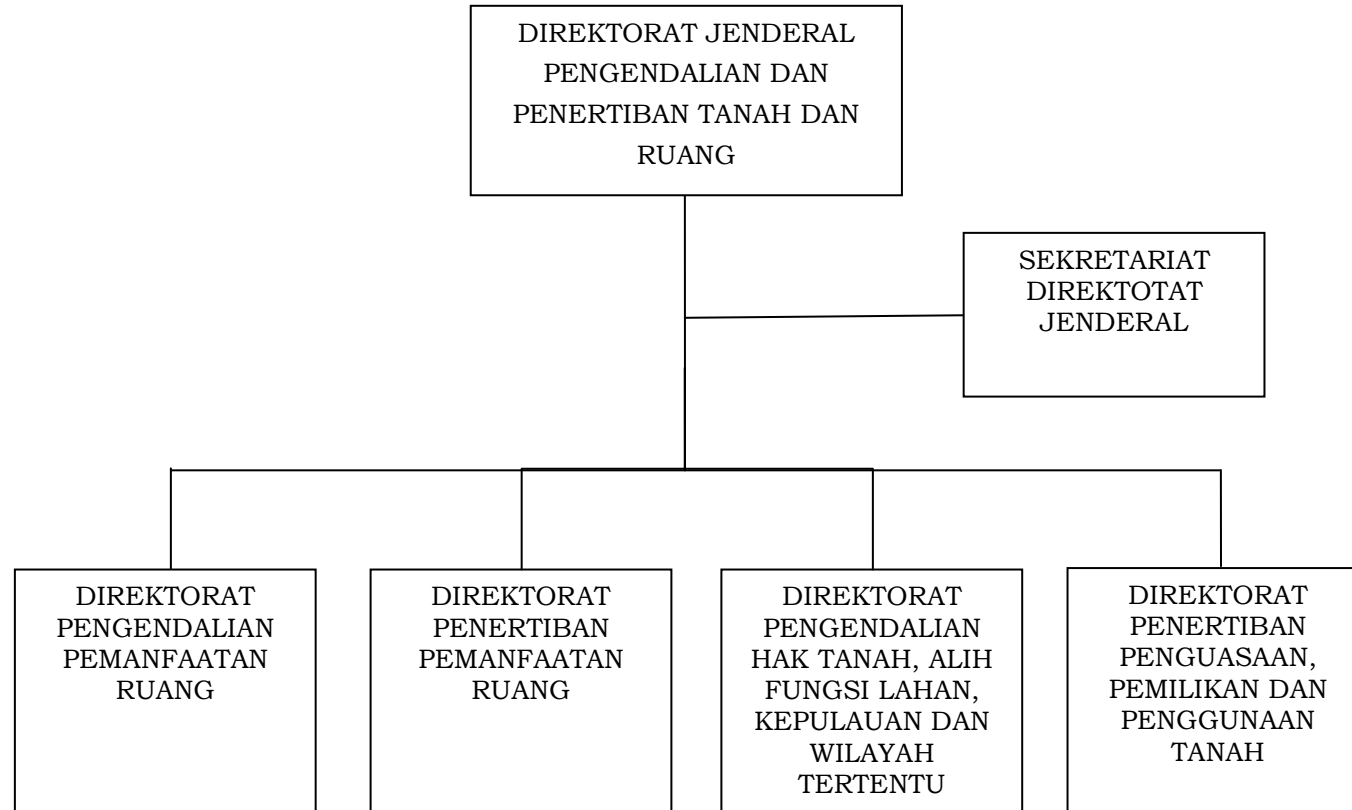 DIREKTORAT JENDERAL
PENGENDALIAN DAN
PENERTIBAN TANAH DAN
RUANG
SEKRETARIAT
DIREKTOTAT
JENDERAL
DIREKTORAT
PENGENDALIAN
PEMANFAATAN
RUANG
DIREKTORAT
PENERTIBAN
PEMANFAATAN
RUANG
DIREKTORAT
PENGENDALIAN
HAK TANAH, ALIH
FUNGSI LAHAN,
KEPULAUAN DAN
WILAYAH
TERTENTU
DIREKTORAT
PENERTIBAN
PENGUASAAN,
PEMILIKAN DAN
PENGGUNAAN
TANAH